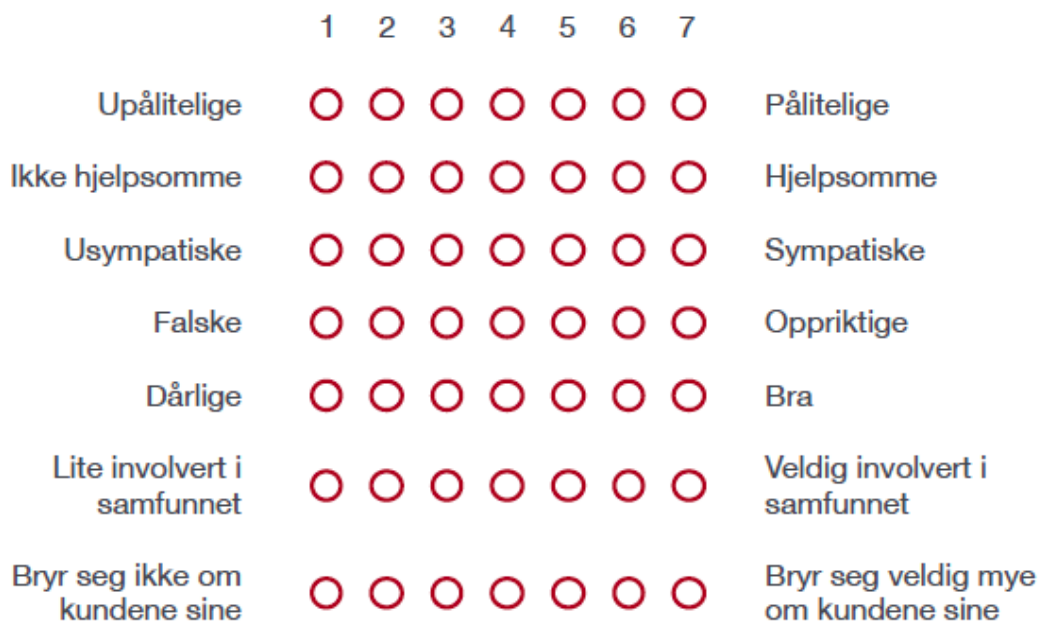 1 2 3 4 5 6 7
Upålitelige Pålitelige
Ikke hjelpsomme Hjelpsomme
Usympatiske Sympatiske
Falske Oppriktige
Dårlige Bra
Lite involvert i
samfunnet
Veldig involvert i
samfunnet
Bryr seg ikke om
kundene sine
Bryr seg veldig mye
om kundene sine